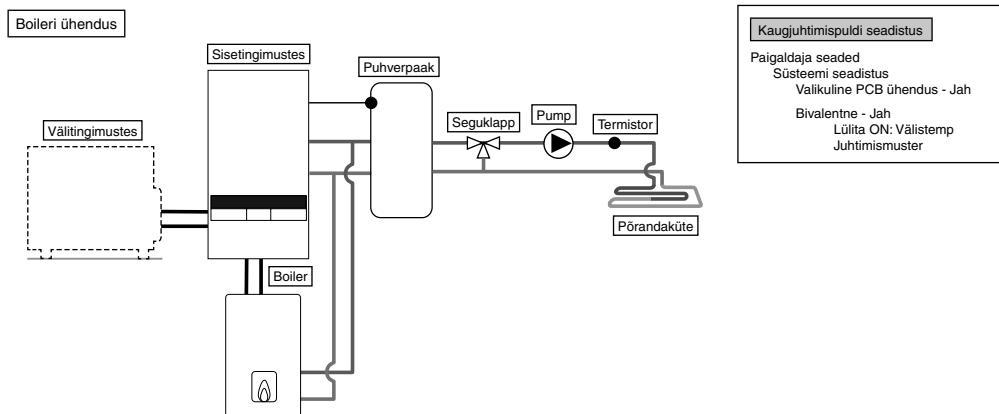 Boileri ühendus
Sisetingimustes
Puhverpaak
Välitingimustes
Seguklapp
Pump
Termistor
Põrandaküte
Boiler
Kaugjuhtimispuldi seadistus
Paigaldaja seaded
Süsteemi seadistus
Valikuline PCB ühendus - Jah
Bivalentne - Jah
Lülita ON: Välistemp
Juhtimismuster